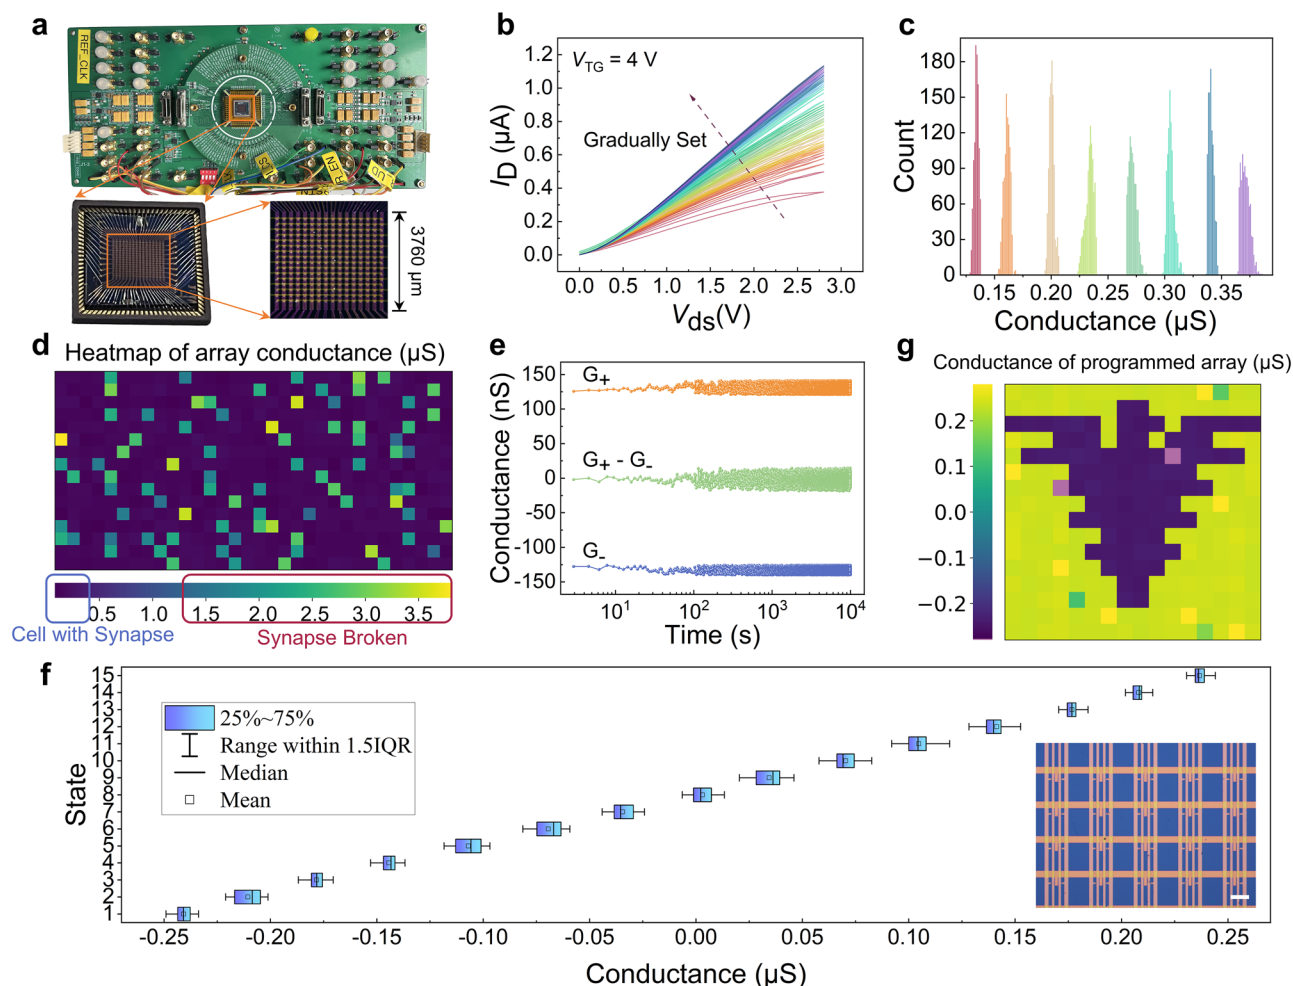 a
REF_CLK
3760 µm
b
V_TG = 4 V
Gradually Set
I_D (µA)
1.2
1.0
0.8
0.6
0.4
0.2
0.0
0.0 0.5 1.0 1.5 2.0 2.5 3.0
V_ds(V)
c
Count
180
150
120
90
60
30
0
0.15 0.20 0.25 0.30 0.35
Conductance (µS)
d
Heatmap of array conductance (µS)
0.5 1.0 1.5 2.0 2.5 3.0 3.5
Cell with Synapse
Synapse Broken
e
Conductance (nS)
150
100
50
0
-50
-100
-150
G+
G+ - G-
G-
10¹ 10² 10³ 10⁴
Time (s)
g
Conductance of programmed array (µS)
0.2
0.1
0.0
−0.1
−0.2
f
State
15
14
13
12
11
10
9
8
7
6
5
4
3
2
1
25%~75%
Range within 1.5IQR
Median
Mean
-0.25 -0.20 -0.15 -0.10 -0.05 0.00 0.05 0.10 0.15 0.20 0.25
Conductance (µS)